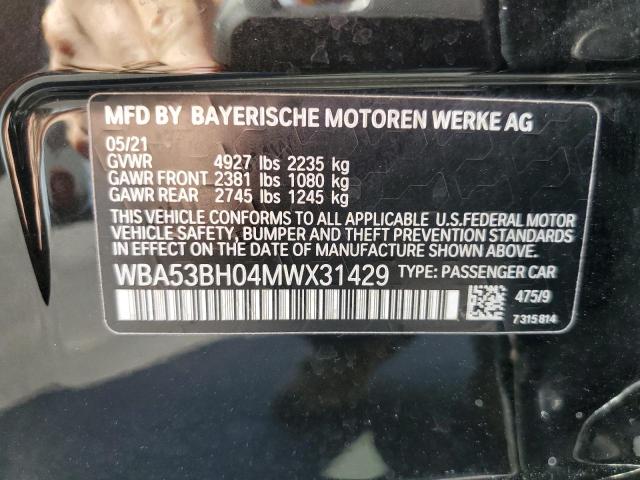 MFD BY BAYERISCHE MOTOREN WERKE AG
05/21
GVWR 4927 lbs 2235 kg
GAWR FRONT 2381 lbs 1080 kg
GAWR REAR 2745 lbs 1245 kg
THIS VEHICLE CONFORMS TO ALL APPLICABLE U.S.FEDERAL MOTOR
VEHICLE SAFETY, BUMPER AND THEFT PREVENTION STANDARDS
IN EFFECT ON THE DATE OF MANUFACTURE SHOWN ABOVE.
WBA53BH04MWX31429 TYPE: PASSENGER CAR
475/9
7315814